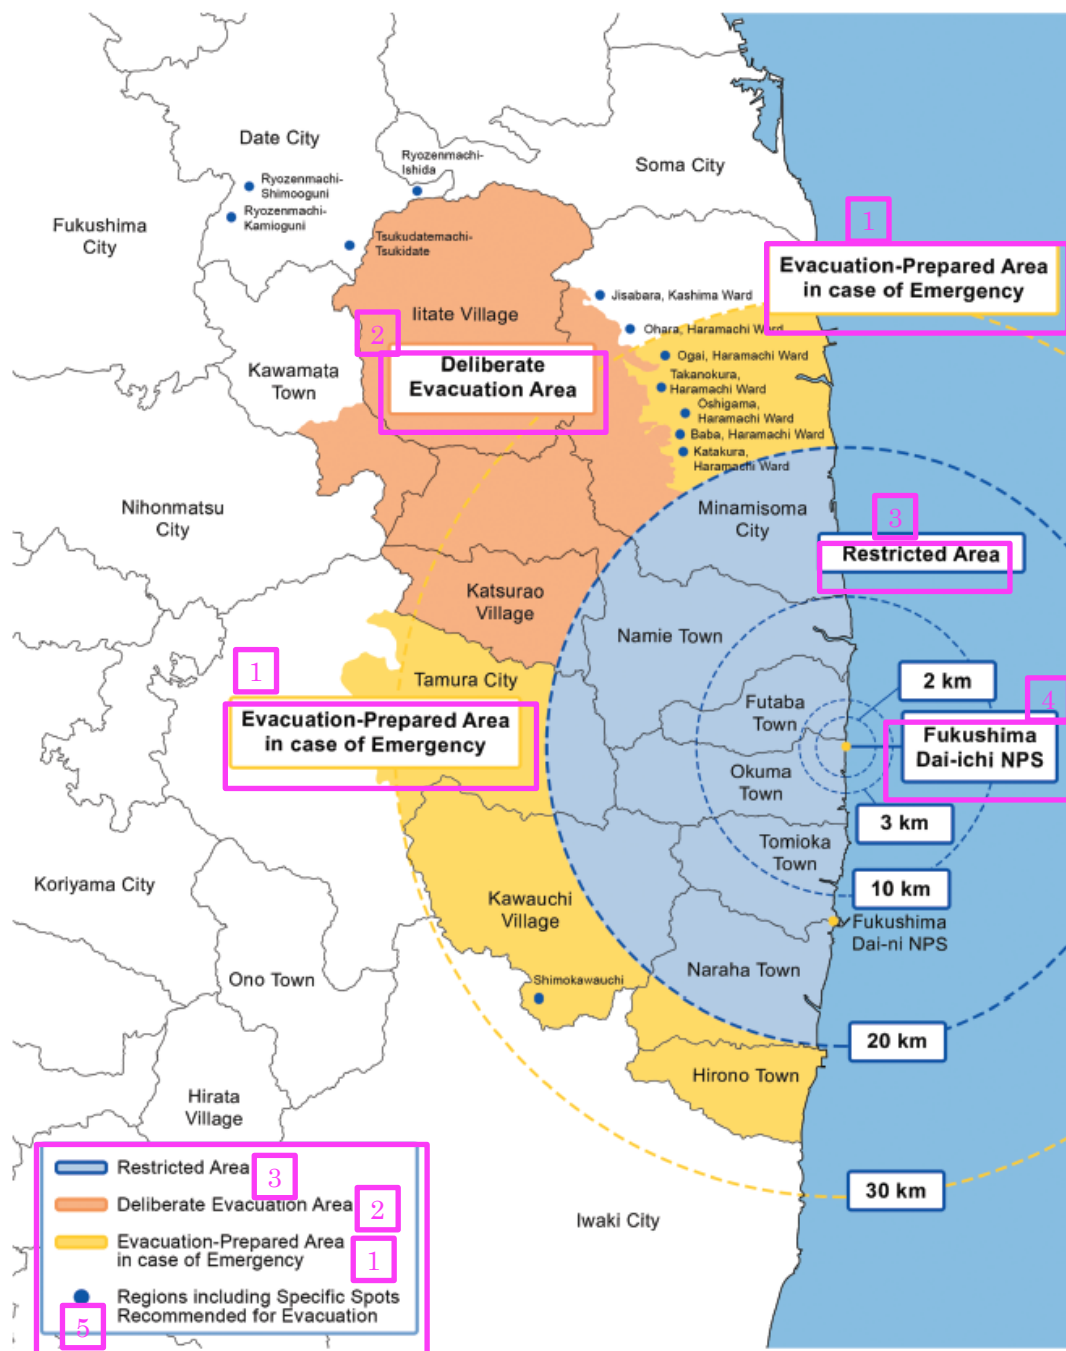 Date City
Ryozenmachi-
Ishida
Soma City
Ryozenmachi-
Shimooguni
Ryozenmachi-
Kamioguni
Fukushima
City
Tsukudatemachi-
Tsukidate
1
Evacuation-Prepared Area
in case of Emergency
Jisabara, Kashima Ward
Iitate Village
2
Ohara, Haramachi Ward
Deliberate
Evacuation Area
Kawamata
Town
Ogai, Haramachi Ward
Takanokura,
Haramachi Ward
Oshigama,
Haramachi Ward
Baba, Haramachi Ward
Katakura,
Haramachi Ward
Nihonmatsu
City
Minamisoma
City
3
Restricted Area
Katsurao
Village
Namie Town
1
Tamura City
2 km
4
Futaba
Town
Evacuation-Prepared Area
in case of Emergency
Fukushima
Dai-ichi NPS
Okuma
Town
3 km
Tomioka
Town
Koriyama City
10 km
Kawauchi
Village
Fukushima
Dai-ni NPS
Ono Town
Shimokawauchi
Naraha Town
20 km
Hirono Town
Hirata
Village
30 km
Iwaki City
Restricted Area
3
Deliberate Evacuation Area
2
Evacuation-Prepared Area
in case of Emergency
1
Regions including Specific Spots
Recommended for Evacuation
5